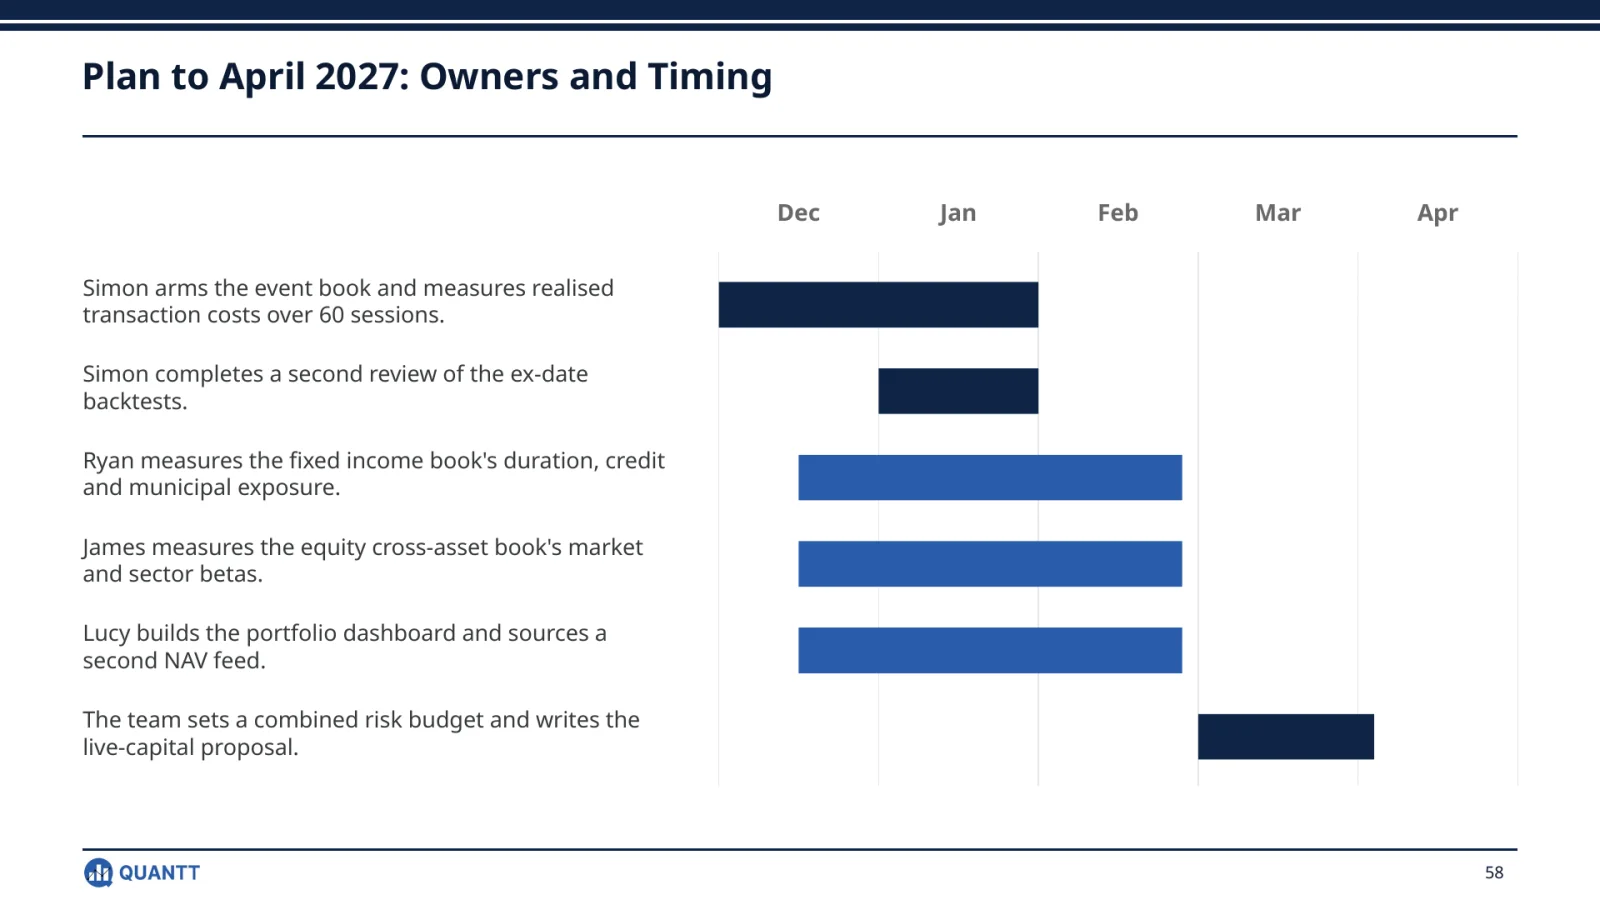 Plan to April 2027: Owners and Timing
Dec Jan Feb Mar Apr
Simon arms the event book and measures realised
transaction costs over 60 sessions.
Simon completes a second review of the ex-date
backtests.
Ryan measures the fixed income book's duration, credit
and municipal exposure.
James measures the equity cross-asset book's market
and sector betas.
Lucy builds the portfolio dashboard and sources a
second NAV feed.
The team sets a combined risk budget and writes the
live-capital proposal.
QUANTT
58